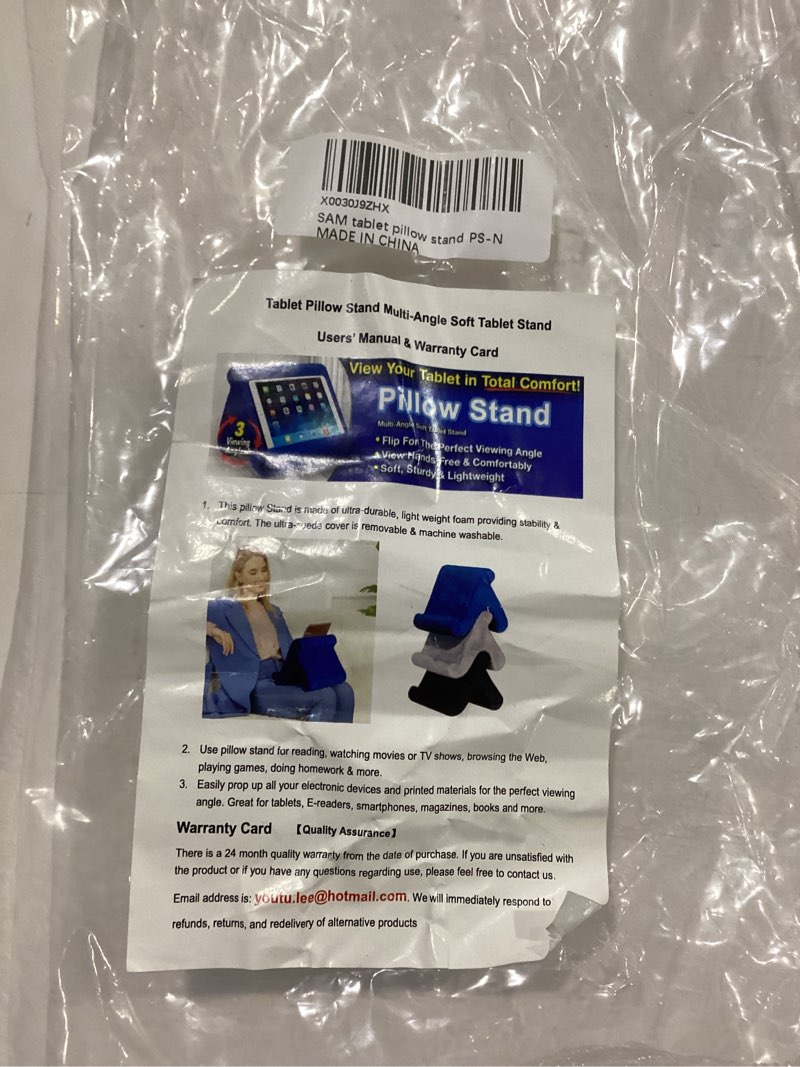 X0030J9ZHX
SAM tablet pillow stand PS-N
MADE IN CHINA
Tablet Pillow Stand Multi-Angle Soft Tablet Stand
Users' Manual & Warranty Card
View Your Tablet in Total Comfort!
Pillow Stand
Multi-Angle Soft Tablet Stand
3
Viewing
Angles
• Flip For The Perfect Viewing Angle
• View Hands Free & Comfortably
• Soft, Sturdy & Lightweight
1. This pillow Stand is made of ultra-durable, light weight foam providing stability &
comfort. The ultra-suede cover is removable & machine washable.
2. Use pillow stand for reading, watching movies or TV shows, browsing the Web,
playing games, doing homework & more.
3. Easily prop up all your electronic devices and printed materials for the perfect viewing
angle. Great for tablets, E-readers, smartphones, magazines, books and more.
Warranty Card 【Quality Assurance】
There is a 24 month quality warranty from the date of purchase. If you are unsatisfied with
the product or if you have any questions regarding use, please feel free to contact us.
Email address is: youtu.lee@hotmail.com. We will immediately respond to
refunds, returns, and redelivery of alternative products